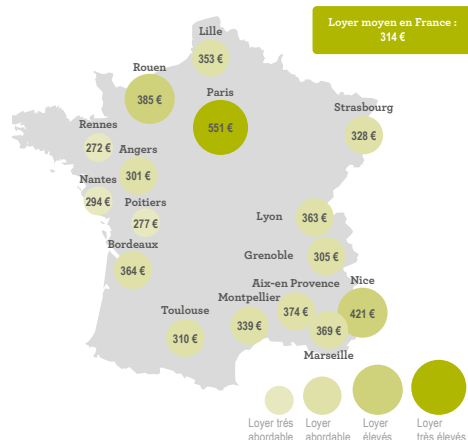 Loyer moyen en France :
314 €
Lille
353 €
Rouen
385 €
Paris
551 €
Strasbourg
328 €
Rennes
272 €
Angers
301 €
Nantes
294 €
Poitiers
277 €
Lyon
363 €
Grenoble
305 €
Bordeaux
364 €
Aix-en Provence
374 €
Nice
421 €
Montpellier
339 €
Toulouse
310 €
369 €
Marseille
Loyer trés
abordable
Loyer
abordable
Loyer
élevés
Loyer
très élevés